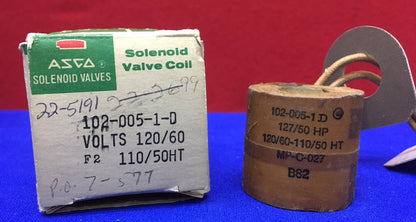 ASCO
SOLENOID VALVES
Solenoid
Valve Coil
22-5191
102-005-1-D
VOLTS 120/60
F2 110/50HT
P.O. 7-577
102-005-1 D
127/50 HP
120/60-110/50 HT
MP-C-027
B82